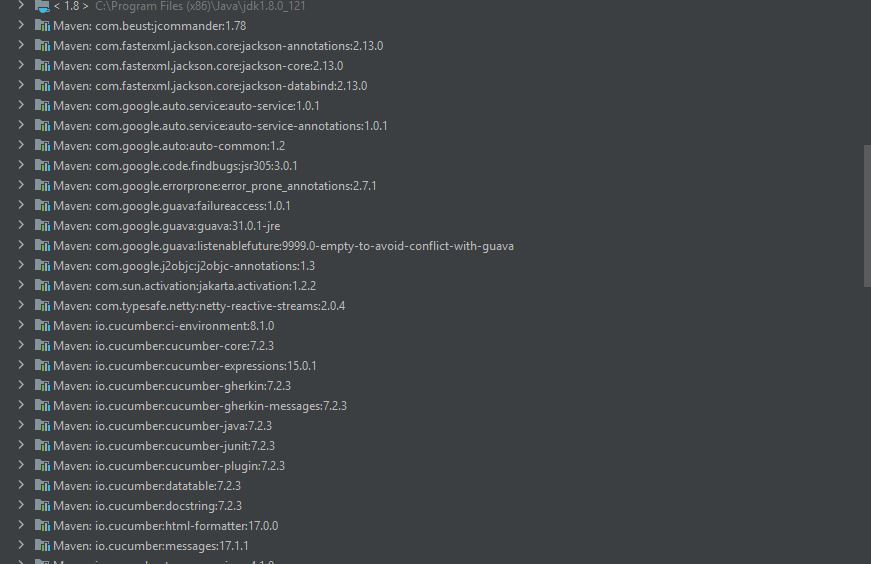 < 1.8 > C:\Program Files (x86)\Java\jdk1.8.0_121
Maven: com.beust:jcommander:1.78
Maven: com.fasterxml.jackson.core:jackson-annotations:2.13.0
Maven: com.fasterxml.jackson.core:jackson-core:2.13.0
Maven: com.fasterxml.jackson.core:jackson-databind:2.13.0
Maven: com.google.auto.service:auto-service:1.0.1
Maven: com.google.auto.service:auto-service-annotations:1.0.1
Maven: com.google.auto:auto-common:1.2
Maven: com.google.code.findbugs:jsr305:3.0.1
Maven: com.google.errorprone:error_prone_annotations:2.7.1
Maven: com.google.guava:failureaccess:1.0.1
Maven: com.google.guava:guava:31.0.1-jre
Maven: com.google.guava:listenablefuture:9999.0-empty-to-avoid-conflict-with-guava
Maven: com.google.j2objc:j2objc-annotations:1.3
Maven: com.sun.activation:jakarta.activation:1.2.2
Maven: com.typesafe.netty:netty-reactive-streams:2.0.4
Maven: io.cucumber:ci-environment:8.1.0
Maven: io.cucumber:cucumber-core:7.2.3
Maven: io.cucumber:cucumber-expressions:15.0.1
Maven: io.cucumber:cucumber-gherkin:7.2.3
Maven: io.cucumber:cucumber-gherkin-messages:7.2.3
Maven: io.cucumber:cucumber-java:7.2.3
Maven: io.cucumber:cucumber-junit:7.2.3
Maven: io.cucumber:cucumber-plugin:7.2.3
Maven: io.cucumber:datatable:7.2.3
Maven: io.cucumber:docstring:7.2.3
Maven: io.cucumber:html-formatter:17.0.0
Maven: io.cucumber:messages:17.1.1